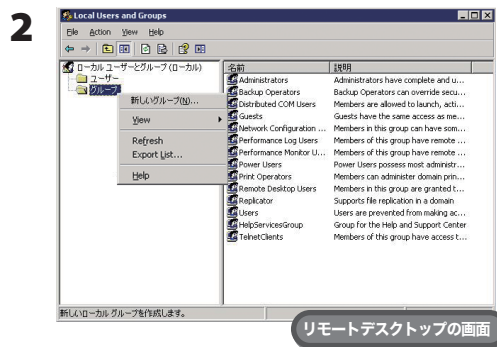 2
Local Users and Groups
File Action View Help
ローカル ユーザーとグループ (ローカル)
ユーザー
グループ
新しいグループ(N)...
View
Refresh
Export List...
Help
名前 説明
Administrators Administrators have complete and u...
Backup Operators Backup Operators can override secu...
Distributed COM Users Members are allowed to launch, acti...
Guests Guests have the same access as me...
Network Configuration ... Members in this group can have som...
Performance Log Users Members of this group have remote ...
Performance Monitor U... Members of this group have remote ...
Power Users Power Users possess most administr...
Print Operators Members can administer domain prin...
Remote Desktop Users Members in this group are granted t...
Replicator Supports file replication in a domain
Users Users are prevented from making ac...
HelpServicesGroup Group for the Help and Support Center
TelnetClients Members of this group have access t...
新しいローカル グループを作成します。
リモートデスクトップの画面